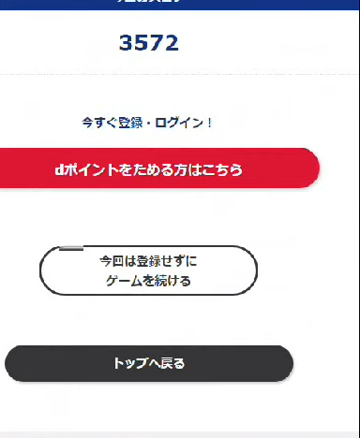 3572
今すぐ登録・ログイン！
dポイントをためる方はこちら
今回は登録せずに
ゲームを続ける
トップへ戻る